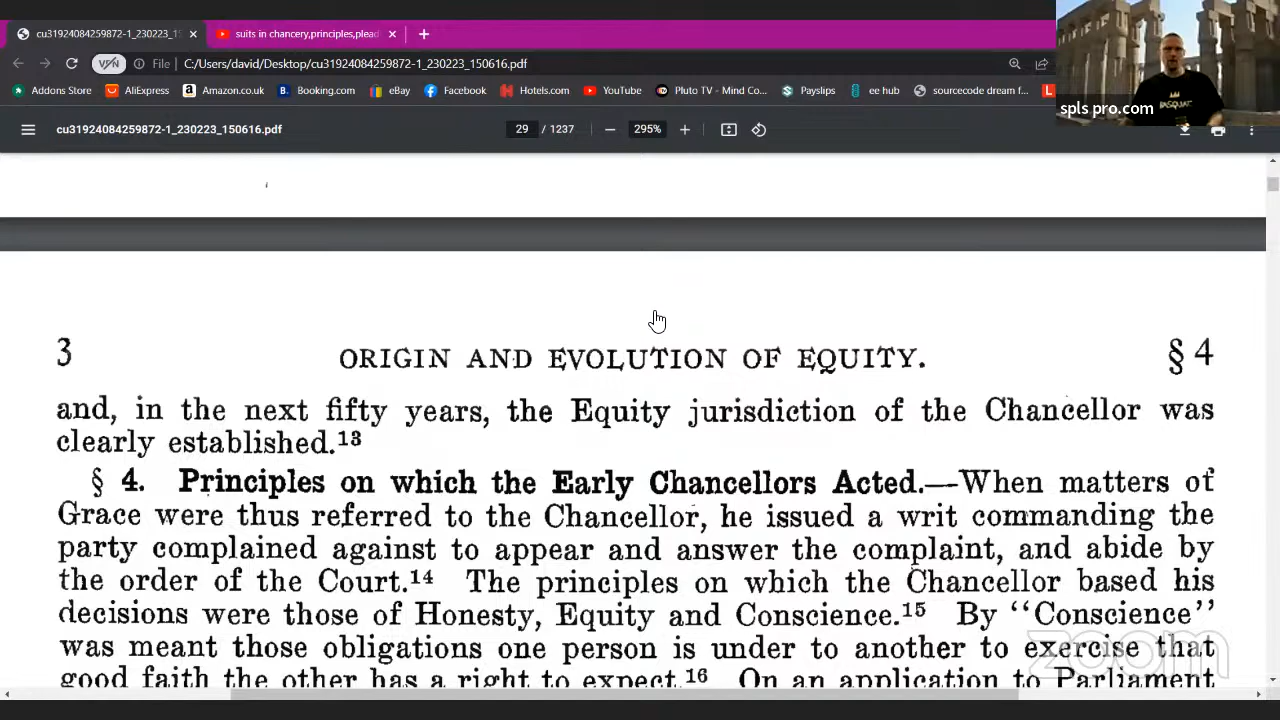 cu31924084259872-1_230223_15
suits in chancery,principles,plead
VPN File C:/Users/david/Desktop/cu31924084259872-1_230223_150616.pdf
Addons Store AliExpress Amazon.co.uk Booking.com eBay Facebook Hotels.com YouTube Pluto TV - Mind Co... Payslips ee hub sourcecode dream f...
spls pro.com
cu31924084259872-1_230223_150616.pdf 29 / 1237 295%
3 ORIGIN AND EVOLUTION OF EQUITY. § 4
and, in the next fifty years, the Equity jurisdiction of the Chancellor was
clearly established.13
§ 4. Principles on which the Early Chancellors Acted.—When matters of
Grace were thus referred to the Chancellor, he issued a writ commanding the
party complained against to appear and answer the complaint, and abide by
the order of the Court.14 The principles on which the Chancellor based his
decisions were those of Honesty, Equity and Conscience.15 By "Conscience"
was meant those obligations one person is under to another to exercise that
good faith the other has a right to expect.16 On an application to Parliament
zoom